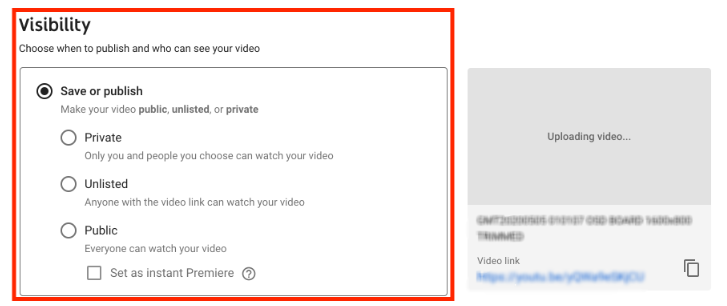 Visibility
Choose when to publish and who can see your video
Save or publish
Make your video public, unlisted, or private
Private
Only you and people you choose can watch your video
Unlisted
Anyone with the video link can watch your video
Public
Everyone can watch your video
Set as instant Premiere
Uploading video...
Video link